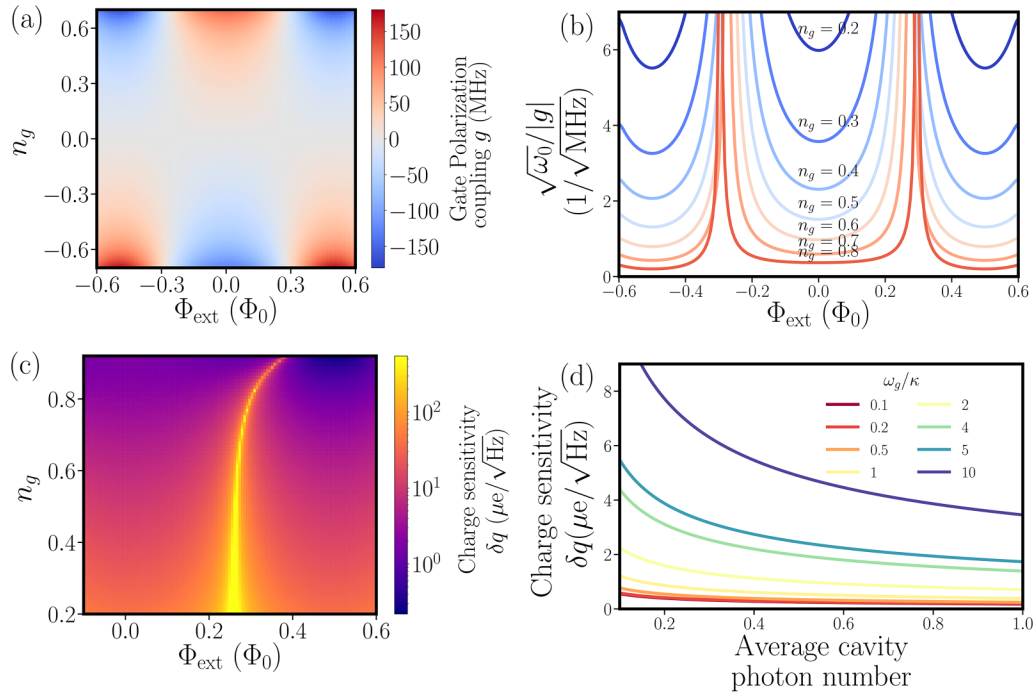 (a)
0.6
0.3
0.0
−0.3
−0.6
n_g
−0.6 −0.3 0.0 0.3 0.6
Φ_ext (Φ_0)
150
100
50
0
−50
−100
−150
Gate Polarization
coupling g (MHz)
(b)
6
4
2
0
√ω_0/|g|
(1/√MHz)
n_g = 0.2
n_g = 0.3
n_g = 0.4
n_g = 0.5
n_g = 0.6
n_g = 0.7
n_g = 0.8
−0.6 −0.4 −0.2 0.0 0.2 0.4 0.6
Φ_ext (Φ_0)
(c)
0.8
0.6
0.4
0.2
n_g
0.0 0.2 0.4 0.6
Φ_ext (Φ_0)
10^2
10^1
10^0
Charge sensitivity
δq (μe/√Hz)
(d)
8
6
4
2
0
Charge sensitivity
δq(μe/√Hz)
ω_g/κ
0.1 2
0.2 4
0.5 5
1 10
0.2 0.4 0.6 0.8 1.0
Average cavity
photon number